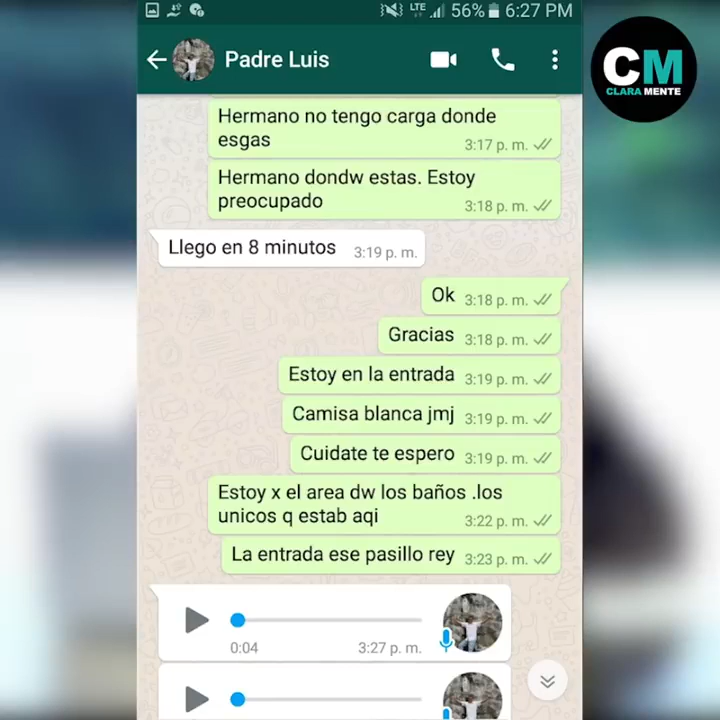 LTE 56% 6:27 PM
Padre Luis
CM
CLARA MENTE
Hermano no tengo carga donde
esgas
3:17 p. m.
Hermano dondw estas. Estoy
preocupado
3:18 p. m.
Llego en 8 minutos 3:19 p. m.
Ok 3:18 p. m.
Gracias 3:18 p. m.
Estoy en la entrada 3:19 p. m.
Camisa blanca jmj 3:19 p. m.
Cuidate te espero 3:19 p. m.
Estoy x el area dw los baños .los
unicos q estab aqi
3:22 p. m.
La entrada ese pasillo rey 3:23 p. m.
0:04 3:27 p. m.